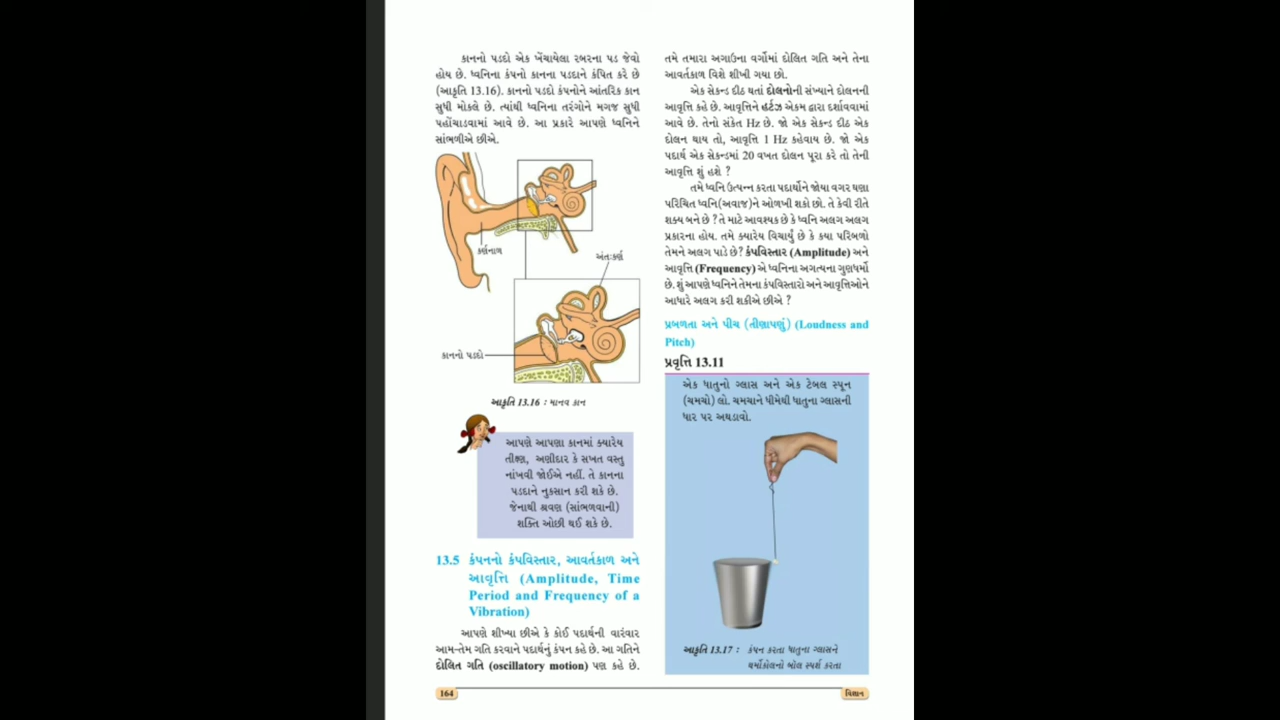 કાનનો પડદો એક ખેંચાયેલા રબરના પડ જેવો
હોય છે. ધ્વનિના કંપનો કાનના પડદાને કંપિત કરે છે
(આકૃતિ 13.16). કાનનો પડદો કંપનોને આંતરિક કાન
સુધી મોકલે છે. ત્યાંથી ધ્વનિના તરંગોને મગજ સુધી
પહોંચાડવામાં આવે છે. આ પ્રકારે આપણે ધ્વનિને
સાંભળીએ છીએ.
કર્ણનાળ
અંતઃકર્ણ
કાનનો પડદો
આકૃતિ 13.16 : માનવ કાન
આપણે આપણા કાનમાં ક્યારેય
તીક્ષ્ણ, અણીદાર કે સખત વસ્તુ
નાંખવી જોઈએ નહીં. તે કાનના
પડદાને નુકસાન કરી શકે છે.
જેનાથી શ્રવણ (સાંભળવાની)
શક્તિ ઓછી થઈ શકે છે.
13.5 કંપનનો કંપવિસ્તાર, આવર્તકાળ અને
આવૃત્તિ (Amplitude, Time
Period and Frequency of a
Vibration)
આપણે શીખ્યા છીએ કે કોઈ પદાર્થની વારંવાર
આમ-તેમ ગતિ કરવાને પદાર્થનું કંપન કહે છે. આ ગતિને
દોલિત ગતિ (oscillatory motion) પણ કહે છે.
તમે તમારા અગાઉના વર્ગોમાં દોલિત ગતિ અને તેના
આવર્તકાળ વિશે શીખી ગયા છો.
એક સેકન્ડ દીઠ થતાં દોલનોની સંખ્યાને દોલનની
આવૃત્તિ કહે છે. આવૃત્તિને હર્ટઝ એકમ દ્વારા દર્શાવવામાં
આવે છે. તેનો સંકેત Hz છે. જો એક સેકન્ડ દીઠ એક
દોલન થાય તો, આવૃત્તિ 1 Hz કહેવાય છે. જો એક
પદાર્થ એક સેકન્ડમાં 20 વખત દોલન પૂરા કરે તો તેની
આવૃત્તિ શું હશે ?
તમે ધ્વનિ ઉત્પન્ન કરતા પદાર્થોને જોયા વગર ઘણા
પરિચિત ધ્વનિ(અવાજ)ને ઓળખી શકો છો. તે કેવી રીતે
શક્ય બને છે ? તે માટે આવશ્યક છે કે ધ્વનિ અલગ અલગ
પ્રકારના હોય. તમે ક્યારેય વિચાર્યું છે કે કયા પરિબળો
તેમને અલગ પાડે છે? કંપવિસ્તાર (Amplitude) અને
આવૃત્તિ (Frequency) એ ધ્વનિના અગત્યના ગુણધર્મો
છે. શું આપણે ધ્વનિને તેમના કંપવિસ્તારો અને આવૃત્તિઓને
આધારે અલગ કરી શકીએ છીએ ?
પ્રબળતા અને પીચ (તીણાપણું) (Loudness and
Pitch)
પ્રવૃત્તિ 13.11
એક ધાતુનો ગ્લાસ અને એક ટેબલ સ્પૂન
(ચમચો) લો. ચમચાને ધીમેથી ધાતુના ગ્લાસની
ધાર પર અથડાવો.
આકૃતિ 13.17 : કંપન કરતા ધાતુના ગ્લાસને
થર્મોકોલનો બોલ સ્પર્શ કરતા
164
વિજ્ઞાન